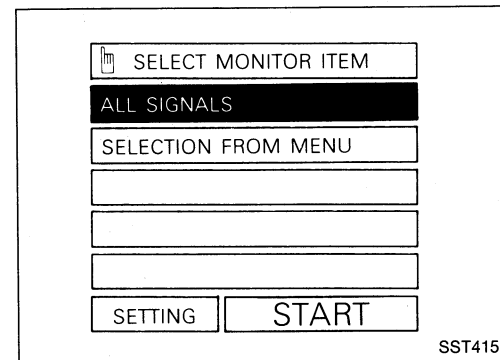 SELECT MONITOR ITEM
ALL SIGNALS
SELECTION FROM MENU
SETTING START
SST415